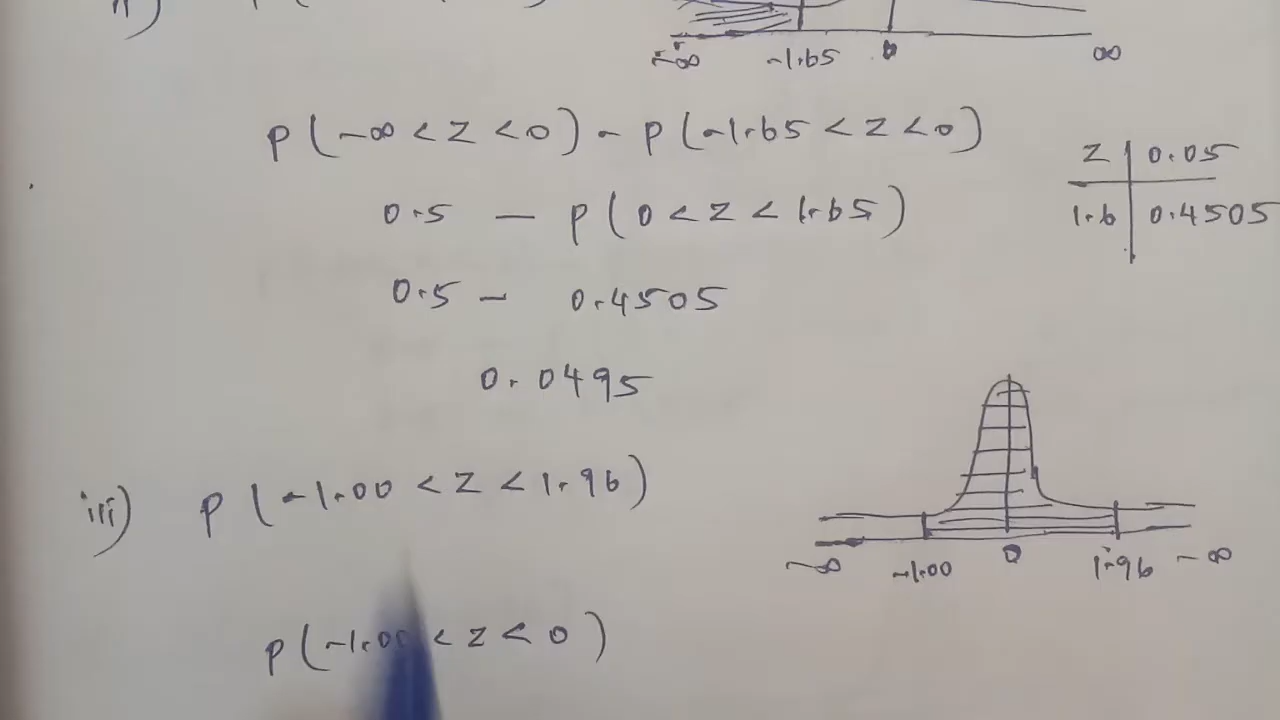 ii)
-∞ -1.65 0 ∞
P(-∞ < Z < 0) - P(-1.65 < Z < 0)
Z | 0.05
0.5 - P(0 < Z < 1.65)
1.6 | 0.4505
0.5 - 0.4505
0.0495
iii) P(-1.00 < Z < 1.96)
-∞ -1.00 0 1.96 -∞
P(-1.00 < Z < 0)